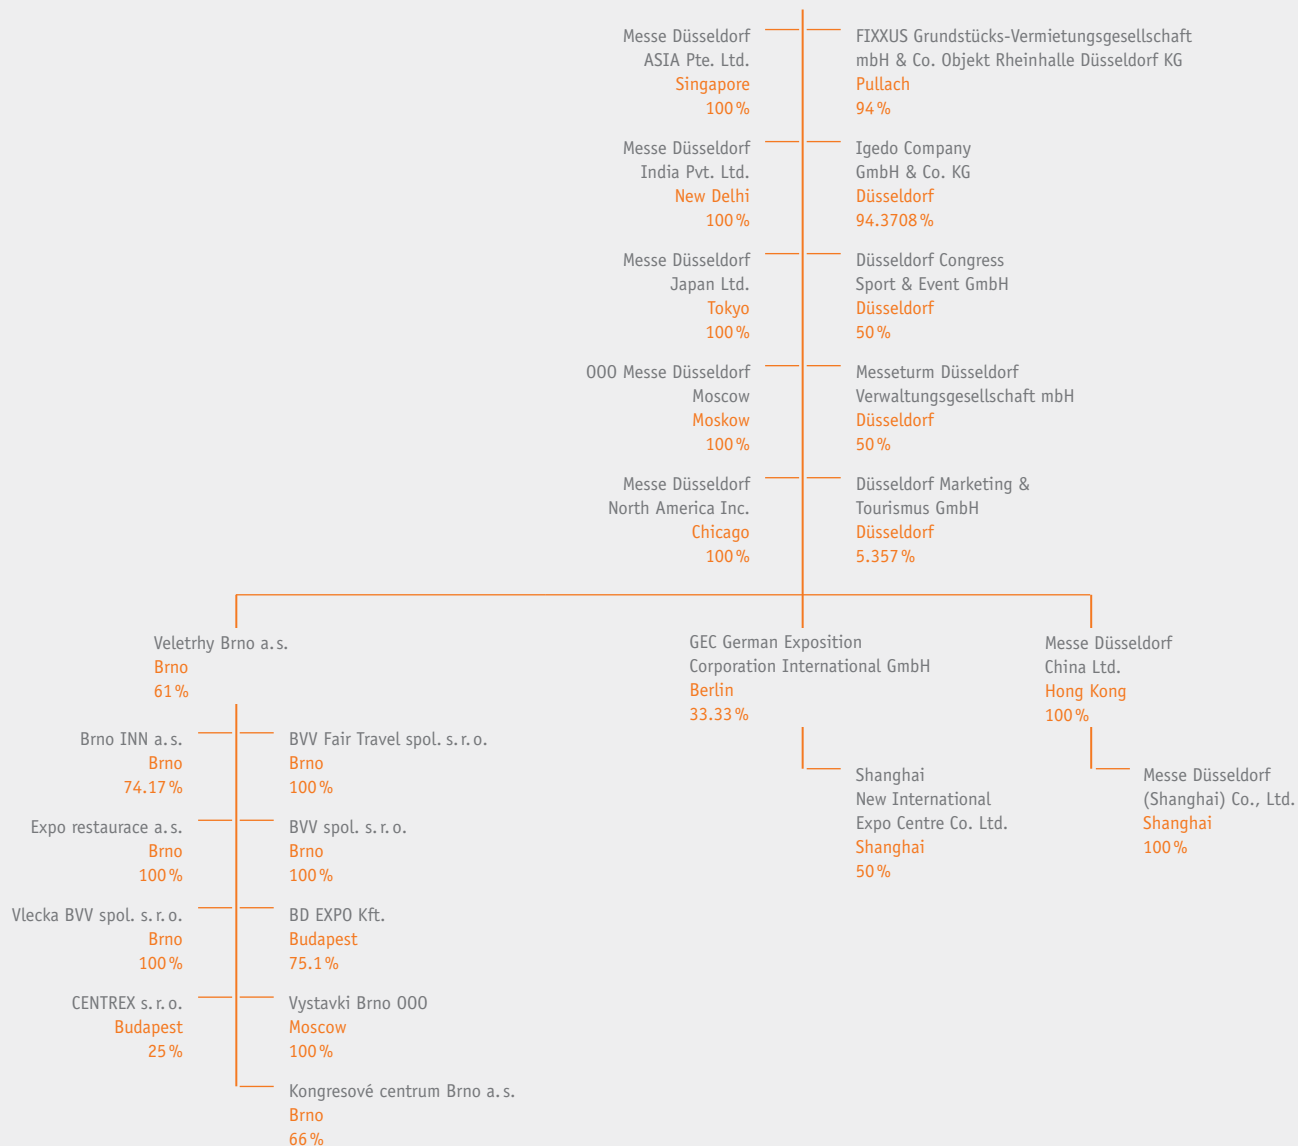 Messe Düsseldorf
ASIA Pte. Ltd.
Singapore
100 %
FIXXUS Grundstücks-Vermietungsgesellschaft
mbH & Co. Objekt Rheinhalle Düsseldorf KG
Pullach
94 %
Messe Düsseldorf
India Pvt. Ltd.
New Delhi
100 %
Igedo Company
GmbH & Co. KG
Düsseldorf
94.3708 %
Messe Düsseldorf
Japan Ltd.
Tokyo
100 %
Düsseldorf Congress
Sport & Event GmbH
Düsseldorf
50 %
OOO Messe Düsseldorf
Moscow
Moskow
100 %
Messeturm Düsseldorf
Verwaltungsgesellschaft mbH
Düsseldorf
50 %
Messe Düsseldorf
North America Inc.
Chicago
100 %
Düsseldorf Marketing &
Tourismus GmbH
Düsseldorf
5.357 %
Veletrhy Brno a. s.
Brno
61 %
GEC German Exposition
Corporation International GmbH
Berlin
33.33 %
Messe Düsseldorf
China Ltd.
Hong Kong
100 %
Brno INN a. s.
Brno
74.17 %
BVV Fair Travel spol. s. r. o.
Brno
100 %
Shanghai
New International
Expo Centre Co. Ltd.
Shanghai
50 %
Messe Düsseldorf
(Shanghai) Co., Ltd.
Shanghai
100 %
Expo restaurace a. s.
Brno
100 %
BVV spol. s. r. o.
Brno
100 %
Vlecka BVV spol. s. r. o.
Brno
100 %
BD EXPO Kft.
Budapest
75.1 %
CENTREX s. r. o.
Budapest
25 %
Vystavki Brno OOO
Moscow
100 %
Kongresové centrum Brno a. s.
Brno
66 %